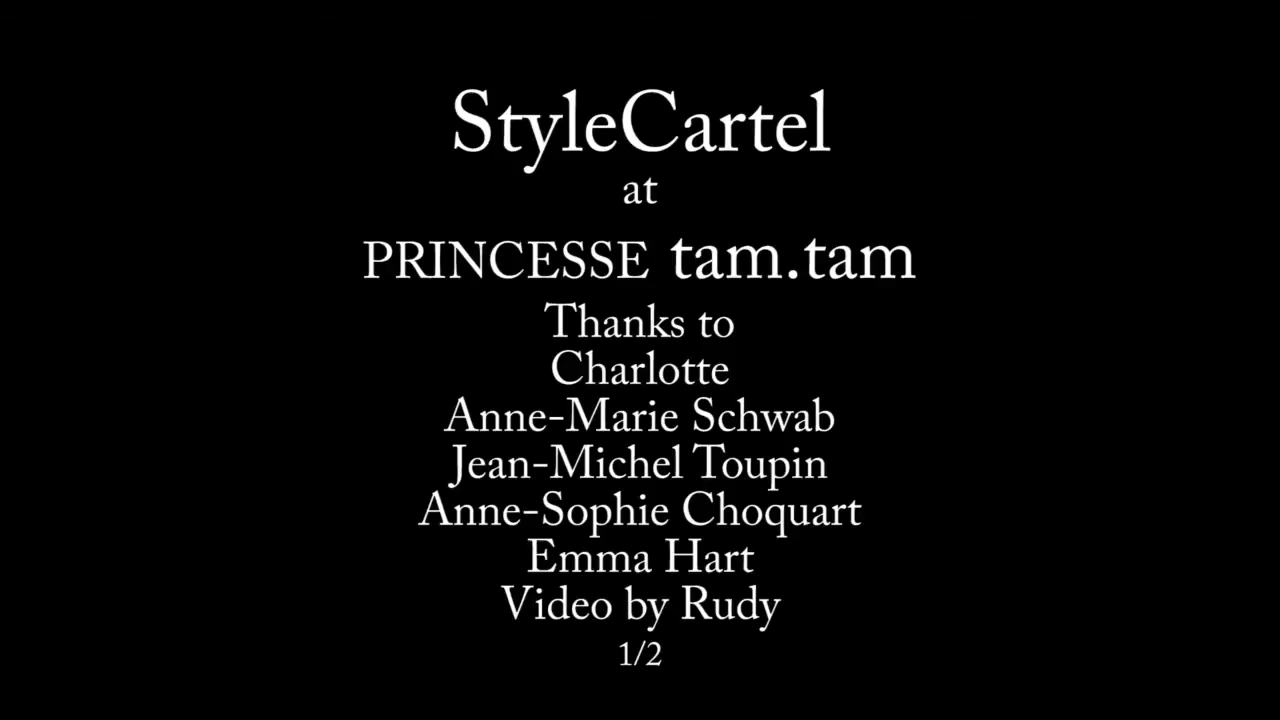 StyleCartel
at
PRINCESSE tam.tam
Thanks to
Charlotte
Anne-Marie Schwab
Jean-Michel Toupin
Anne-Sophie Choquart
Emma Hart
Video by Rudy
1/2